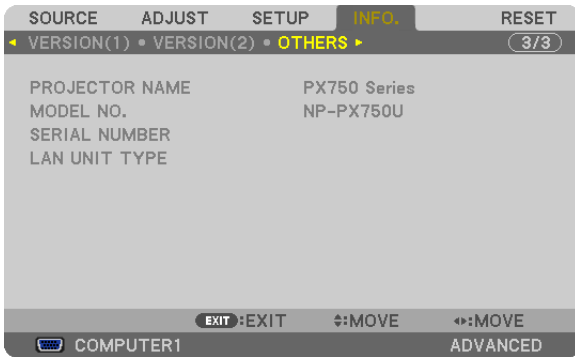 SOURCE ADJUST SETUP INFO. RESET
◄ VERSION(1) • VERSION(2) • OTHERS ► 3/3
PROJECTOR NAME PX750 Series
MODEL NO. NP-PX750U
SERIAL NUMBER
LAN UNIT TYPE
EXIT :EXIT :MOVE :MOVE
COMPUTER1 ADVANCED